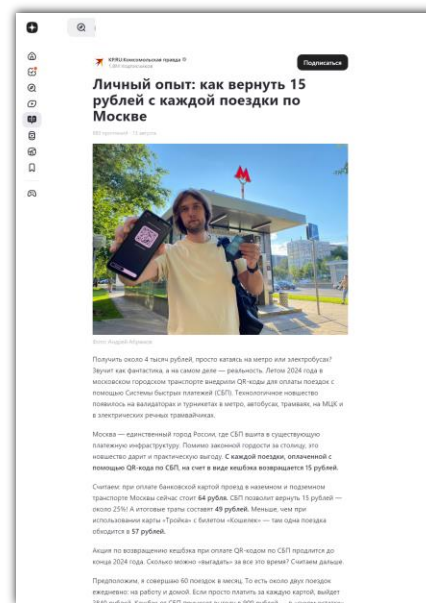 KP.RU:Комсомольская правда
Подписаться
Личный опыт: как вернуть 15
рублей с каждой поездки по
Москве
Получить около 4 тысяч рублей, просто катаясь на метро или электробусах?
Звучит как фантастика, а на самом деле — реальность. Летом 2024 года в
московском городском транспорте внедрили QR-коды для оплаты поездок с
помощью Системы быстрых платежей (СБП). Технологичное новшество
появилось на валидаторах и турникетах в метро, автобусах, трамваях, на МЦК и
в электрических речных трамвайчиках.
Москва — единственный город России, где СБП вшита в существующую
платежную инфраструктуру. Помимо законной гордости за столицу, это
новшество дарит и практическую выгоду. С каждой поездки, оплаченной с
помощью QR-кода по СБП, на счет в виде кешбэка возвращается 15 рублей.
Считаем: при оплате банковской картой проезд в наземном и подземном
транспорте Москвы сейчас стоит 64 рубля. СБП позволит вернуть 15 рублей —
около 25%! А итоговые траты составят 49 рублей. Меньше, чем при
использовании карты «Тройка» с билетом «Кошелек» — там одна поездка
обходится в 57 рублей.
Акция по возвращению кешбэка при оплате QR-кодом по СБП продлится до
конца 2024 года. Сколько можно «выгадать» за все это время? Считаем дальше.
Предположим, я совершаю 60 поездок в месяц. То есть около двух поездок
ежедневно: на работу и домой. Если просто платить за каждую картой, выйдет